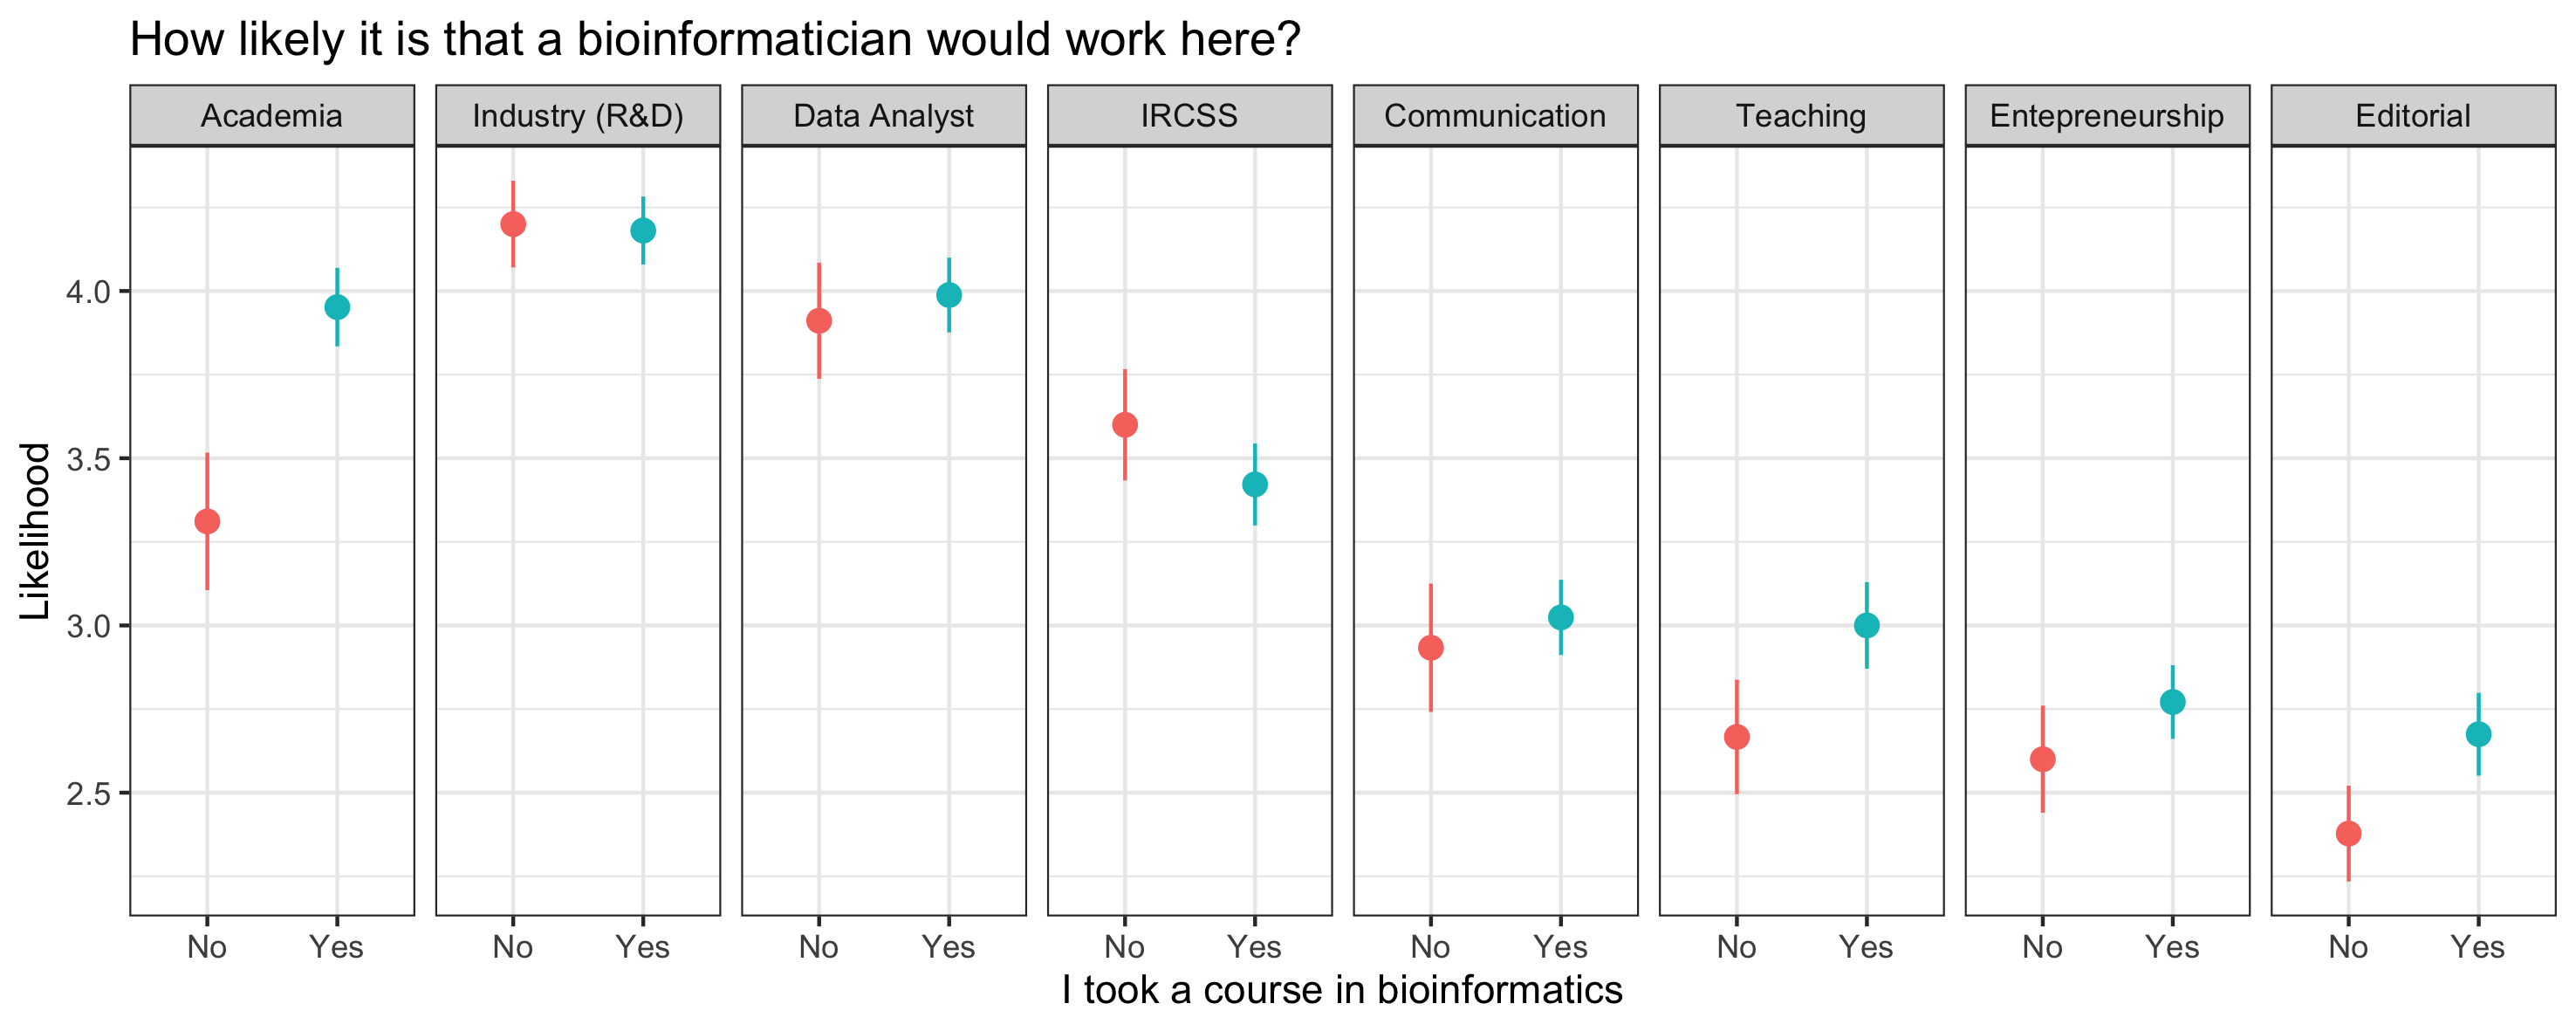 How likely it is that a bioinformatician would work here?
Academia Industry (R&D) Data Analyst IRCSS Communication Teaching Entepreneurship Editorial
Likelihood
4.0
3.5
3.0
2.5
No Yes No Yes No Yes No Yes No Yes No Yes No Yes No Yes
I took a course in bioinformatics